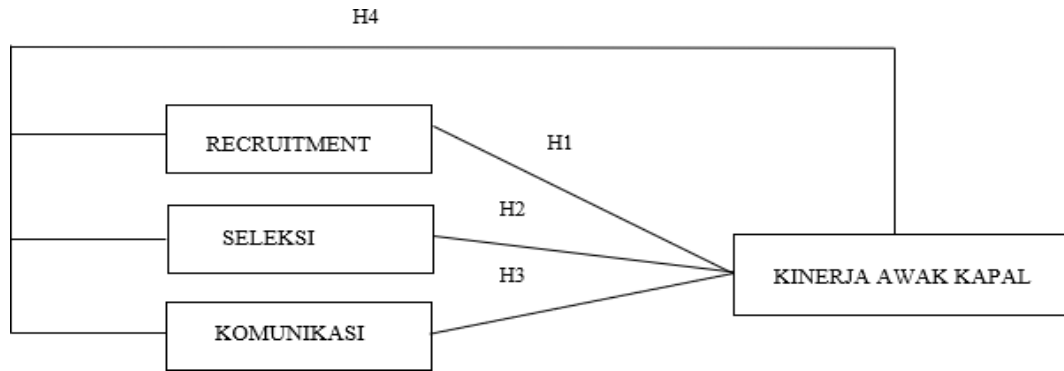 H4
RECRUITMENT
H1
H2
SELEKSI
H3
KINERJA AWAK KAPAL
KOMUNIKASI